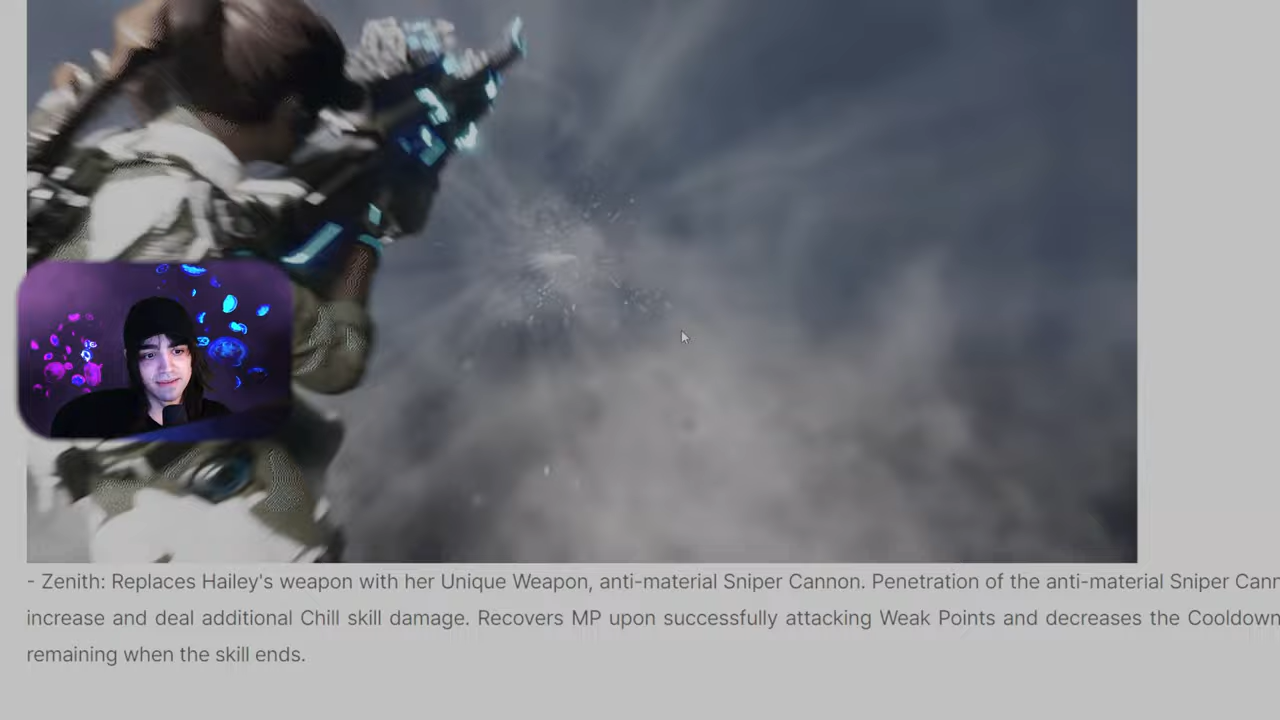 - Zenith: Replaces Hailey's weapon with her Unique Weapon, anti-material Sniper Cannon. Penetration of the anti-material Sniper
increase and deal additional Chill skill damage. Recovers MP upon successfully attacking Weak Points and decreases the Cooldown
remaining when the skill ends.